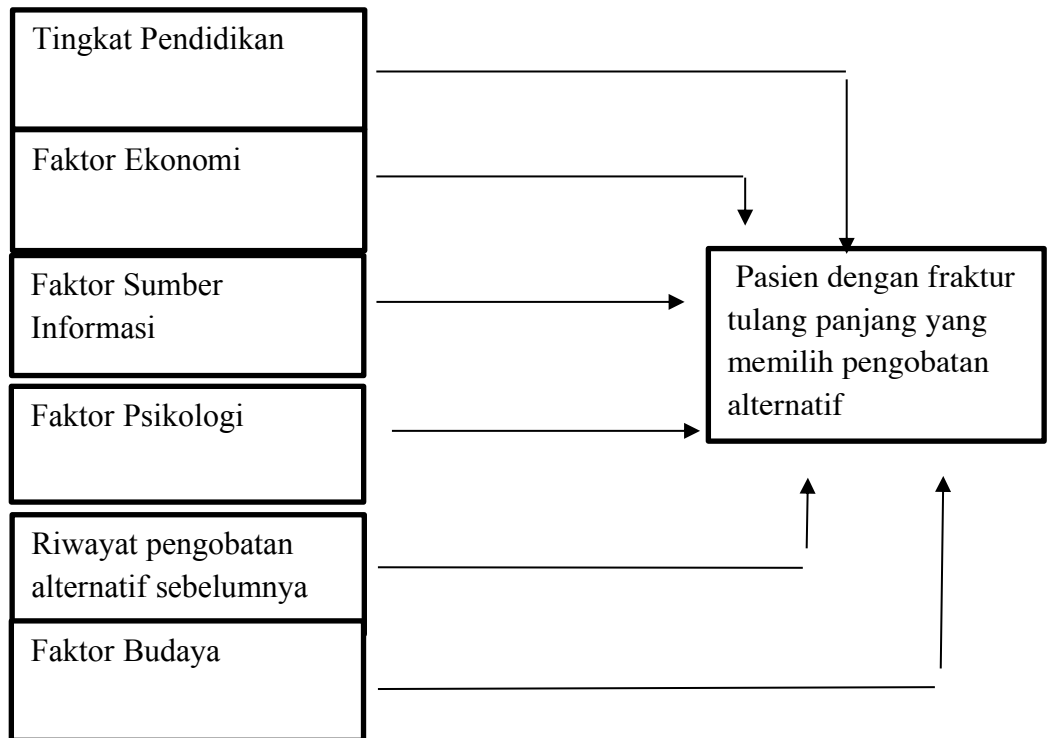 Tingkat Pendidikan
Faktor Ekonomi
Faktor Sumber
Informasi
Faktor Psikologi
Riwayat pengobatan
alternatif sebelumnya
Faktor Budaya
Pasien dengan fraktur
tulang panjang yang
memilih pengobatan
alternatif